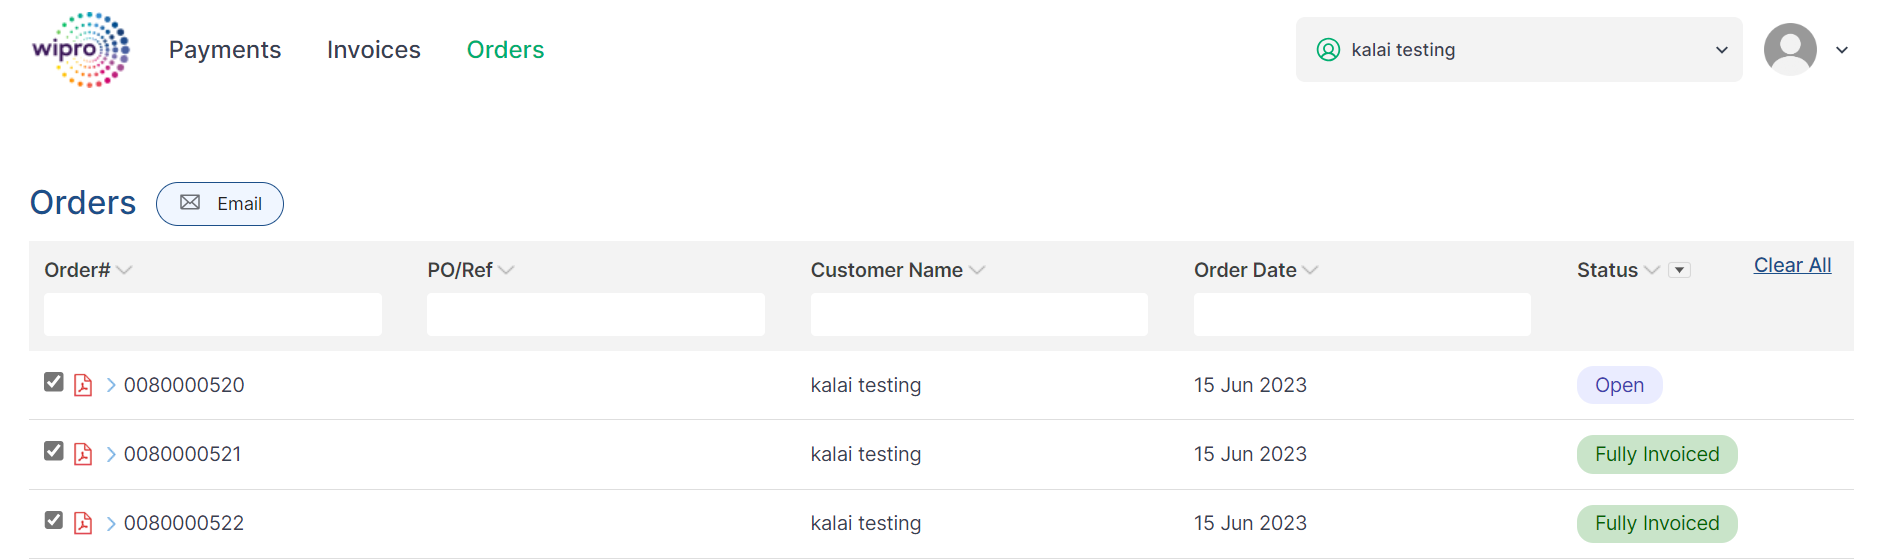 wipro Payments Invoices Orders kalai testing
Orders Email
Order# PO/Ref Customer Name Order Date Status Clear All
0080000520 kalai testing 15 Jun 2023 Open
0080000521 kalai testing 15 Jun 2023 Fully Invoiced
0080000522 kalai testing 15 Jun 2023 Fully Invoiced